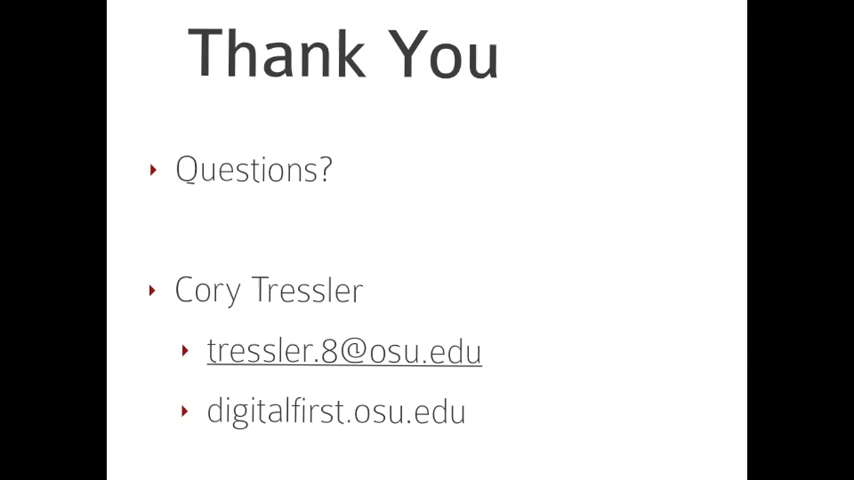 Thank You
Questions?
Cory Tressler
tressler.8@osu.edu
digitalfirst.osu.edu